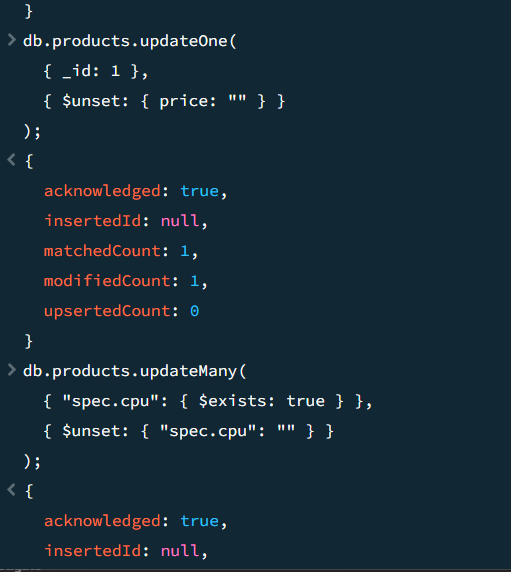 }
> db.products.updateOne(
{ _id: 1 },
{ $unset: { price: "" } }
);
< {
acknowledged: true,
insertedId: null,
matchedCount: 1,
modifiedCount: 1,
upsertedCount: 0
}
> db.products.updateMany(
{ "spec.cpu": { $exists: true } },
{ $unset: { "spec.cpu": "" } }
);
< {
acknowledged: true,
insertedId: null,